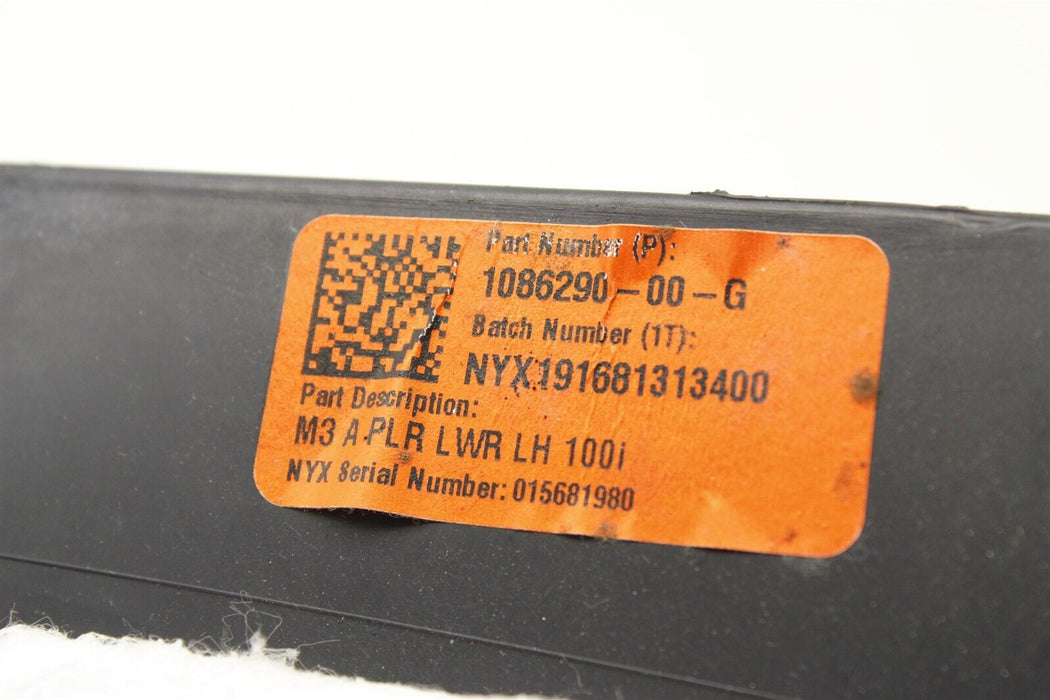 Part Number (P):
1086290-00-G
Batch Number (1T):
NYX191681313400
Part Description:
M3 A-PLR LWR LH 100i
NYX Serial Number: 015681980